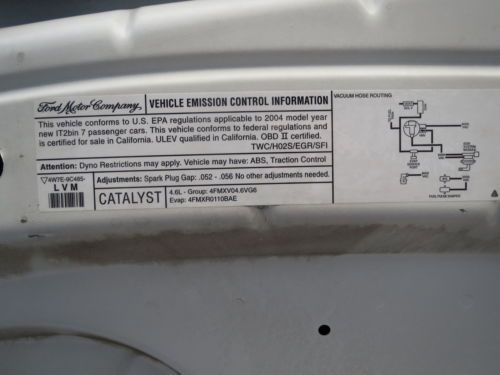 Ford Motor Company,
VEHICLE EMISSION CONTROL INFORMATION
This vehicle conforms to U.S. EPA regulations applicable to 2004 model year
new IT2bin 7 passenger cars. This vehicle conforms to federal regulations and
is certified for sale in California. ULEV qualified in California. OBD II certified.
TWC/HO2S/EGR/SFI
Attention: Dyno Restrictions may apply. Vehicle may have: ABS, Traction Control
4W7E-9C485-
LVM
Adjustments: Spark Plug Gap: .052 - .056 No other adjustments needed.
CATALYST
4.6L - Group: 4FMXV04.6VG6
Evap: 4FMXR0110BAE
VACUUM HOSE ROUTING